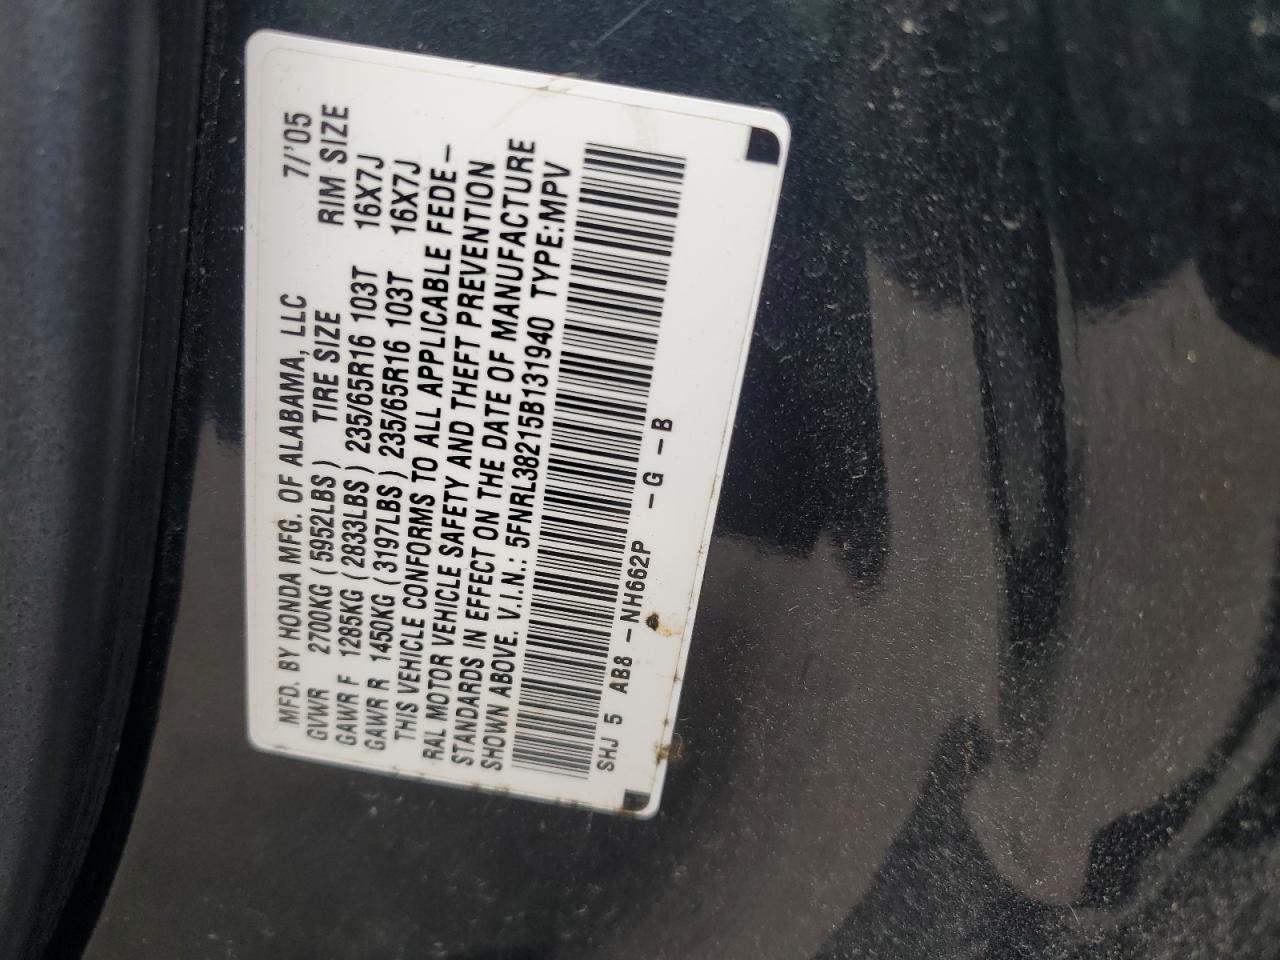 MFD. BY HONDA MFG. OF ALABAMA, LLC 7/'05
GVWR 2700KG (5952LBS) TIRE SIZE RIM SIZE
GAWR F 1285KG (2833LBS) 235/65R16 103T 16X7J
GAWR R 1450KG (3197LBS) 235/65R16 103T 16X7J
THIS VEHICLE CONFORMS TO ALL APPLICABLE FEDE-
RAL MOTOR VEHICLE SAFETY AND THEFT PREVENTION
STANDARDS IN EFFECT ON THE DATE OF MANUFACTURE
SHOWN ABOVE. V.I.N.: 5FNRL38215B131940 TYPE:MPV
SHJ 5 AB8 -NH662P -G -B